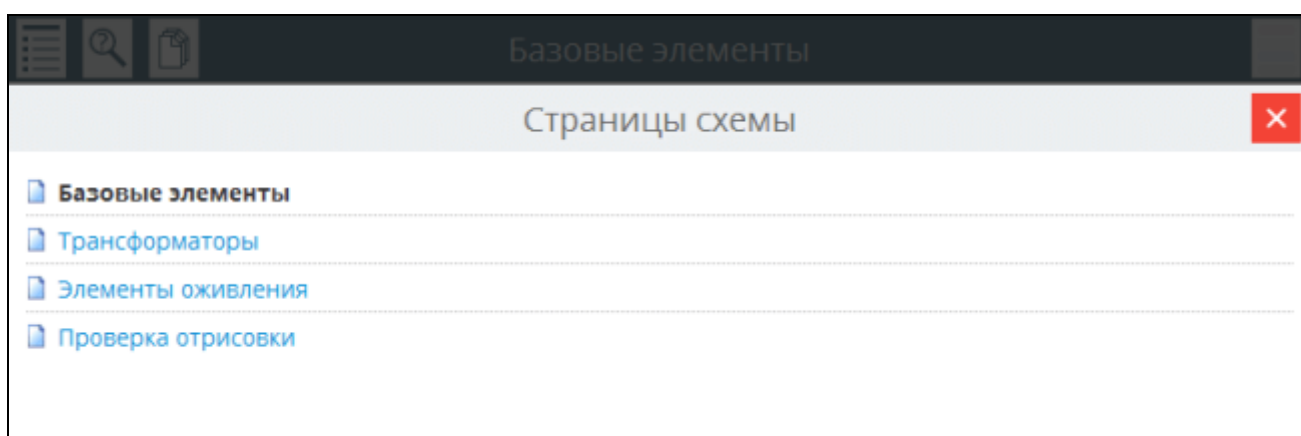 Базовые элементы
Страницы схемы
Базовые элементы
Трансформаторы
Элементы оживления
Проверка отрисовки